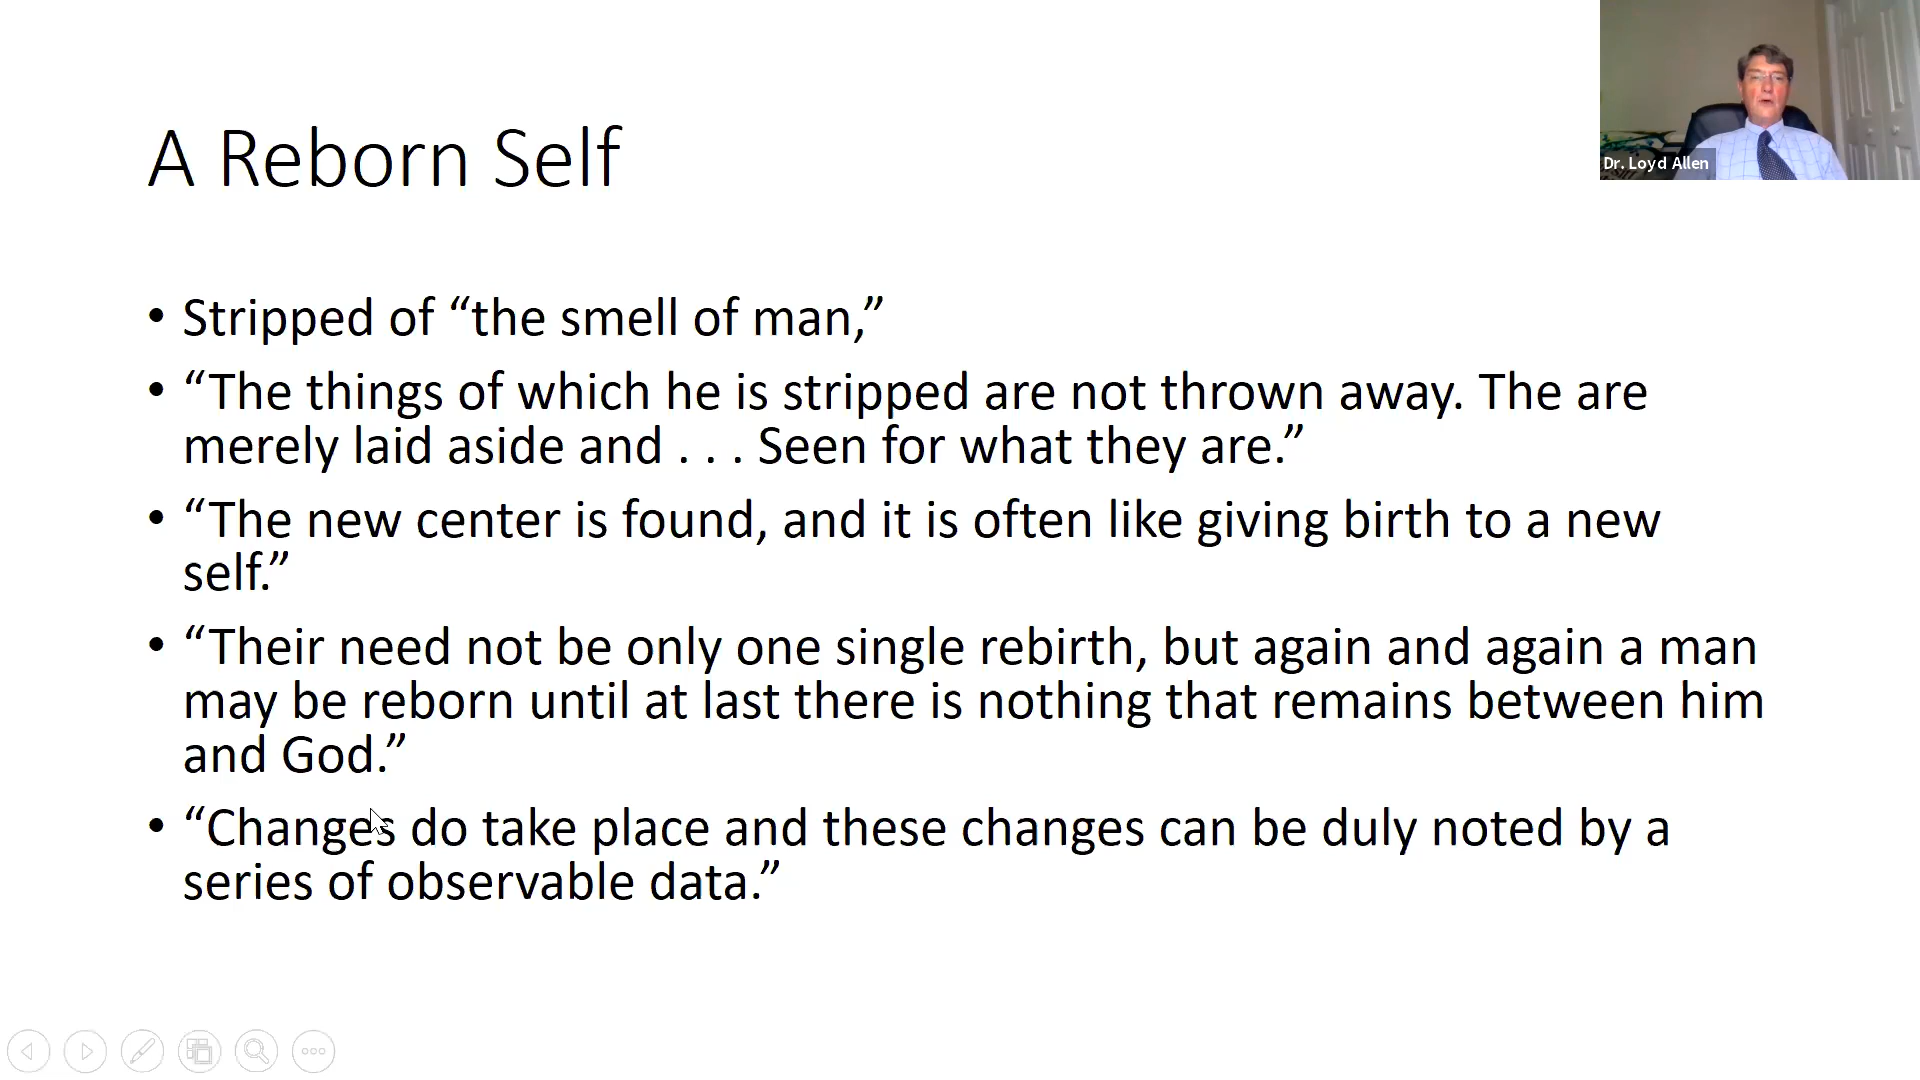 A Reborn Self
Dr. Loyd Allen
• Stripped of “the smell of man,”
• “The things of which he is stripped are not thrown away. The are
merely laid aside and . . . Seen for what they are.”
• “The new center is found, and it is often like giving birth to a new
self.”
• “Their need not be only one single rebirth, but again and again a man
may be reborn until at last there is nothing that remains between him
and God.”
• “Changes do take place and these changes can be duly noted by a
series of observable data.”